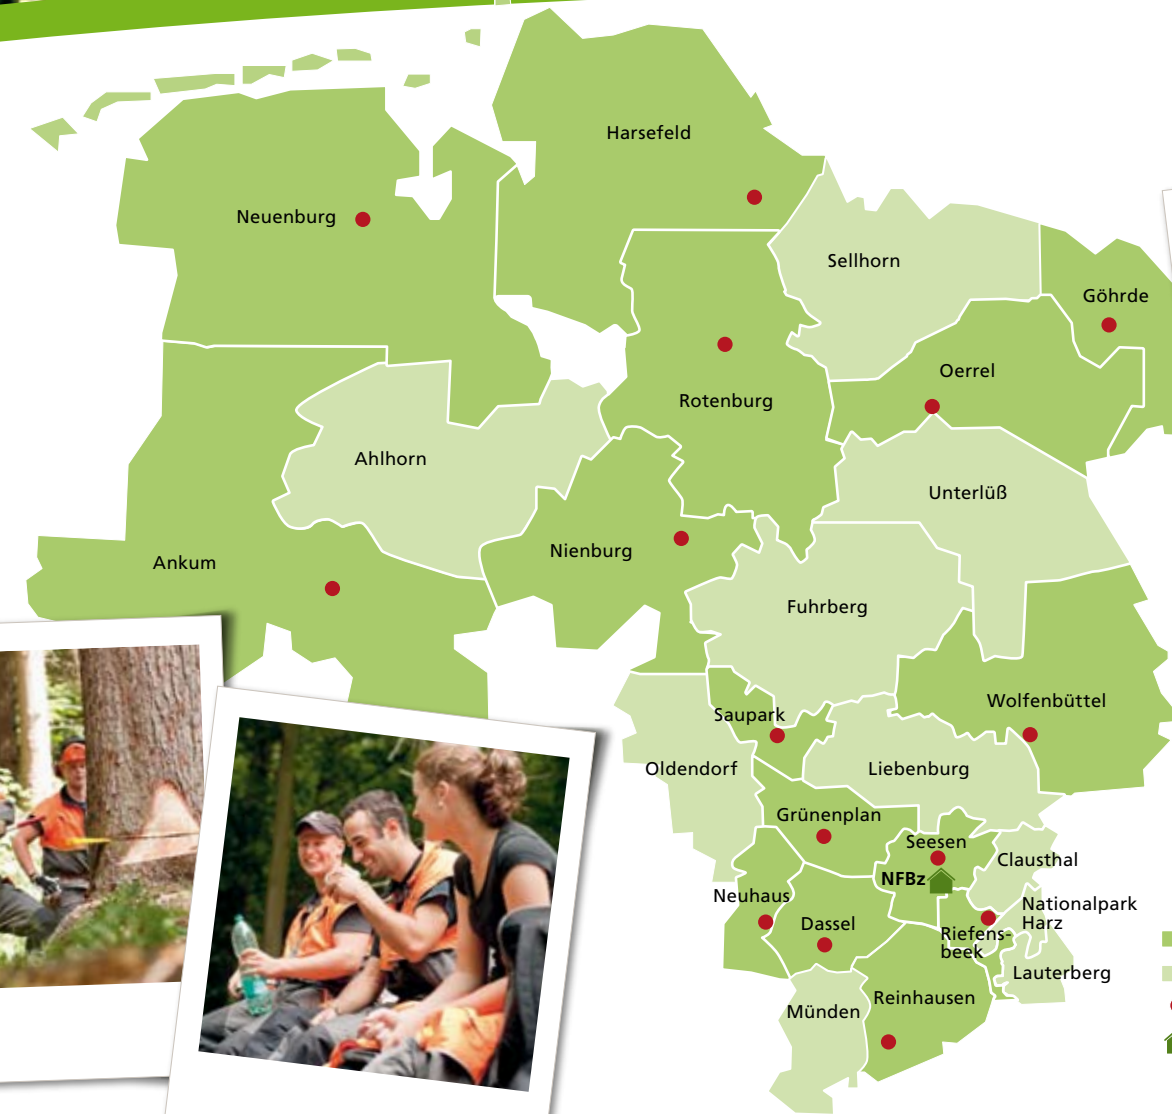 Harsefeld
Neuenburg
Sellhorn
Göhrde
Oerrel
Rotenburg
Ahlhorn
Unterlüß
Nienburg
Ankum
Fuhrberg
Wolfenbüttel
Saupark
Oldendorf
Liebenburg
Grünenplan
Seesen
Clausthal
NFBz
Neuhaus
Nationalpark
Harz
Dassel
Riefens-
beek
Lauterberg
Reinhausen
Münden